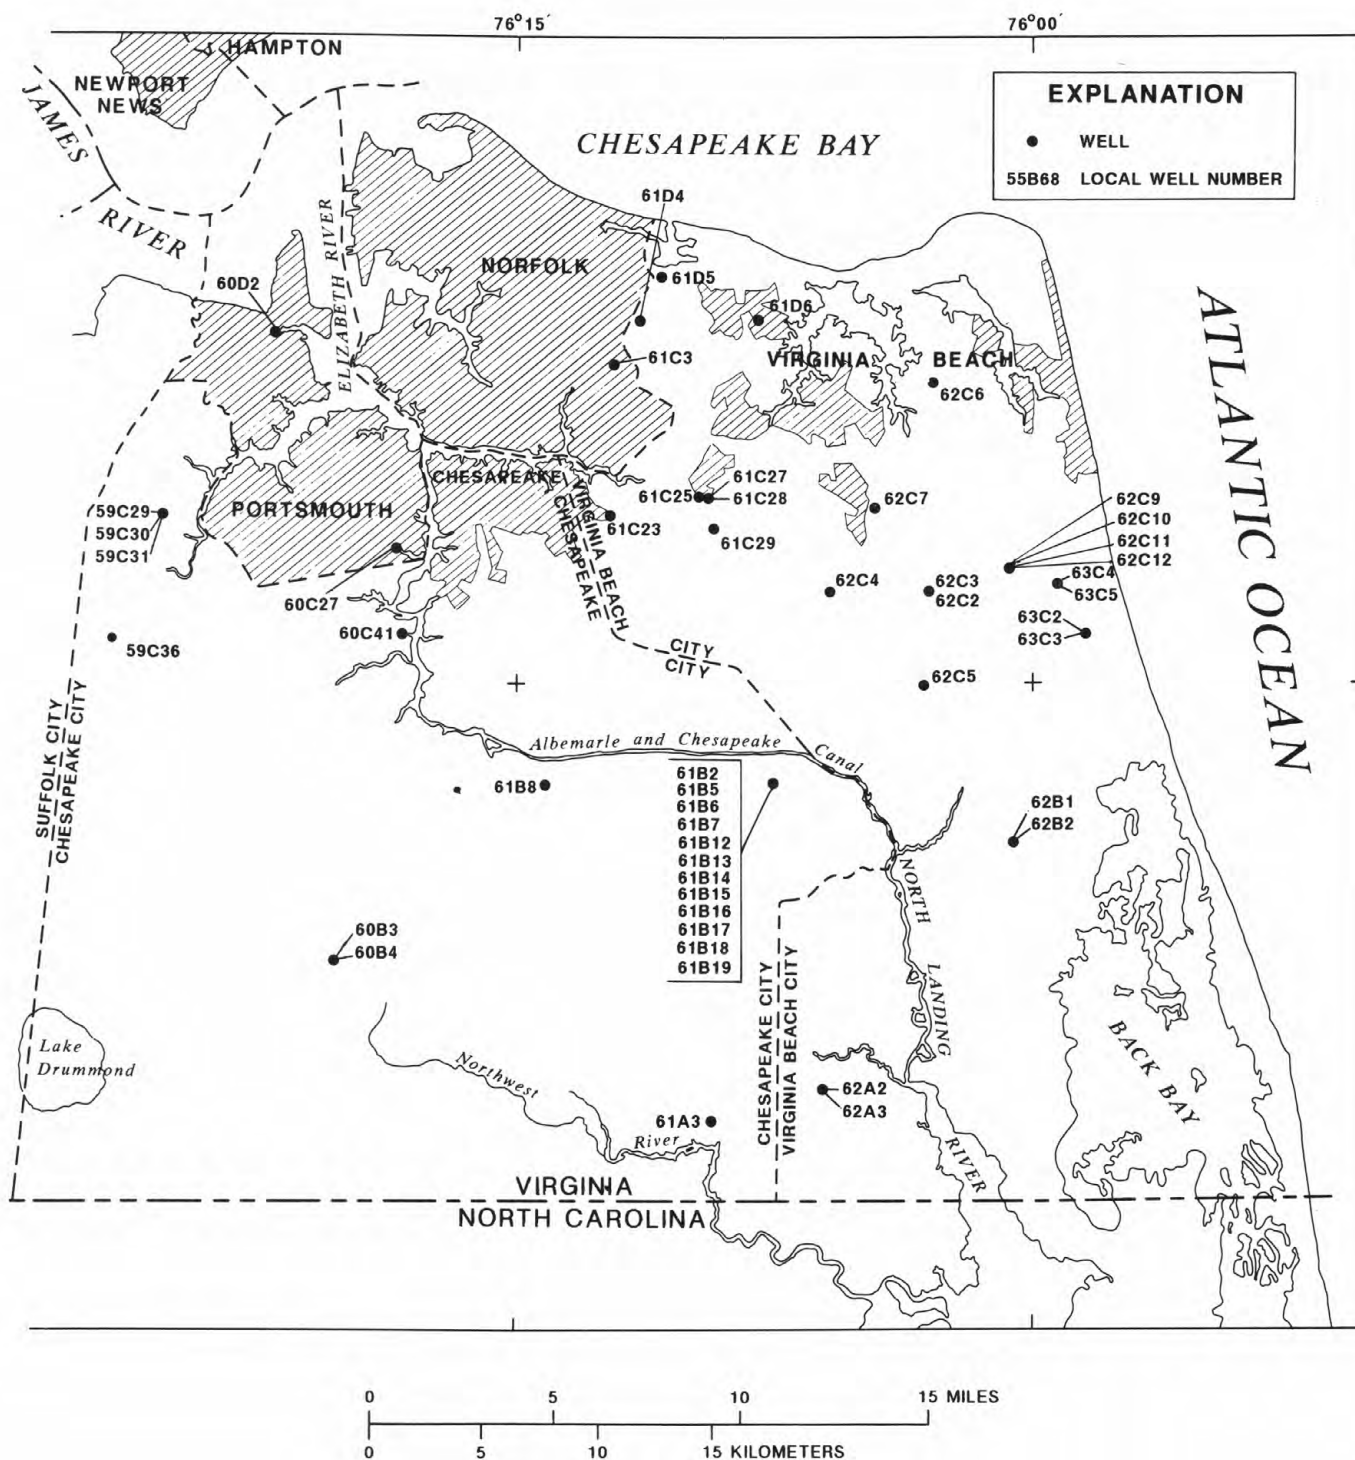 76°15′
76°00′
HAMPTON
NEWPORT
NEWS
JAMES
RIVER
EXPLANATION
WELL
55B68 LOCAL WELL NUMBER
CHESAPEAKE BAY
61D4
ELIZABETH RIVER
NORFOLK
61D5
60D2
61D6
61C3
VIRGINIA BEACH
62C6
ATLANTIC OCEAN
CHESAPEAKE
61C27
61C25
61C28
62C7
62C9
62C10
62C11
62C12
59C29
59C30
59C31
PORTSMOUTH
61C23
61C29
VIRGINIA BEACH
CHESAPEAKE
CITY
CITY
60C27
62C4
62C3
62C2
63C4
63C5
63C2
63C3
60C41
59C36
62C5
SUFFOLK CITY
CHESAPEAKE CITY
Albemarle and Chesapeake Canal
61B8
61B2
61B5
61B6
61B7
61B12
61B13
61B14
61B15
61B16
61B17
61B18
61B19
62B1
62B2
NORTH
LANDING
RIVER
60B3
60B4
CHESAPEAKE CITY
VIRGINIA BEACH CITY
BACK BAY
Lake
Drummond
Northwest
River
61A3
62A2
62A3
VIRGINIA
NORTH CAROLINA
0 5 10 15 MILES
0 5 10 15 KILOMETERS